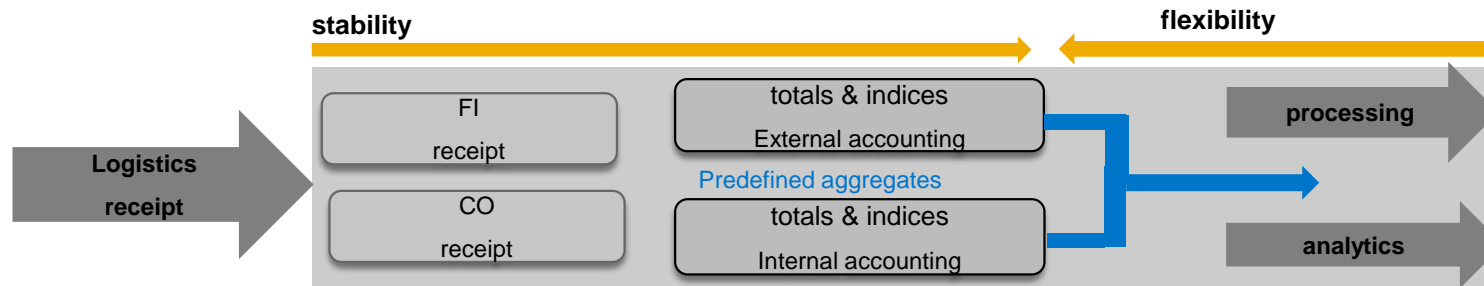 stability
flexibility
Logistics
receipt
FI
receipt
CO
receipt
totals & indices
External accounting
Predefined aggregates
totals & indices
Internal accounting
processing
analytics